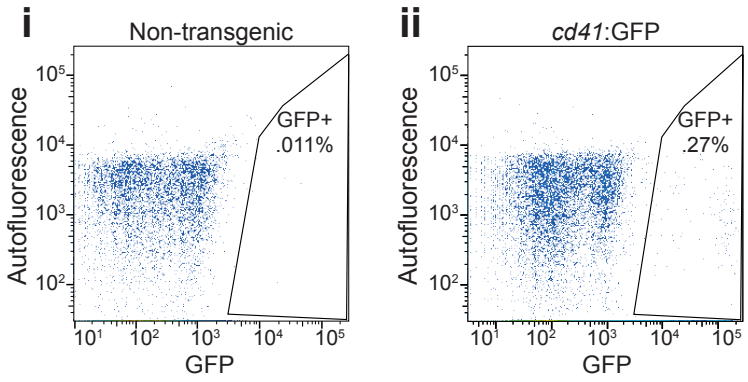 i
Non-transgenic
Autofluorescence
10⁵
10⁴
10³
10²
GFP+
.011%
10¹ 10² 10³ 10⁴ 10⁵
GFP
ii
cd41:GFP
Autofluorescence
10⁵
10⁴
10³
10²
GFP+
.27%
10¹ 10² 10³ 10⁴ 10⁵
GFP